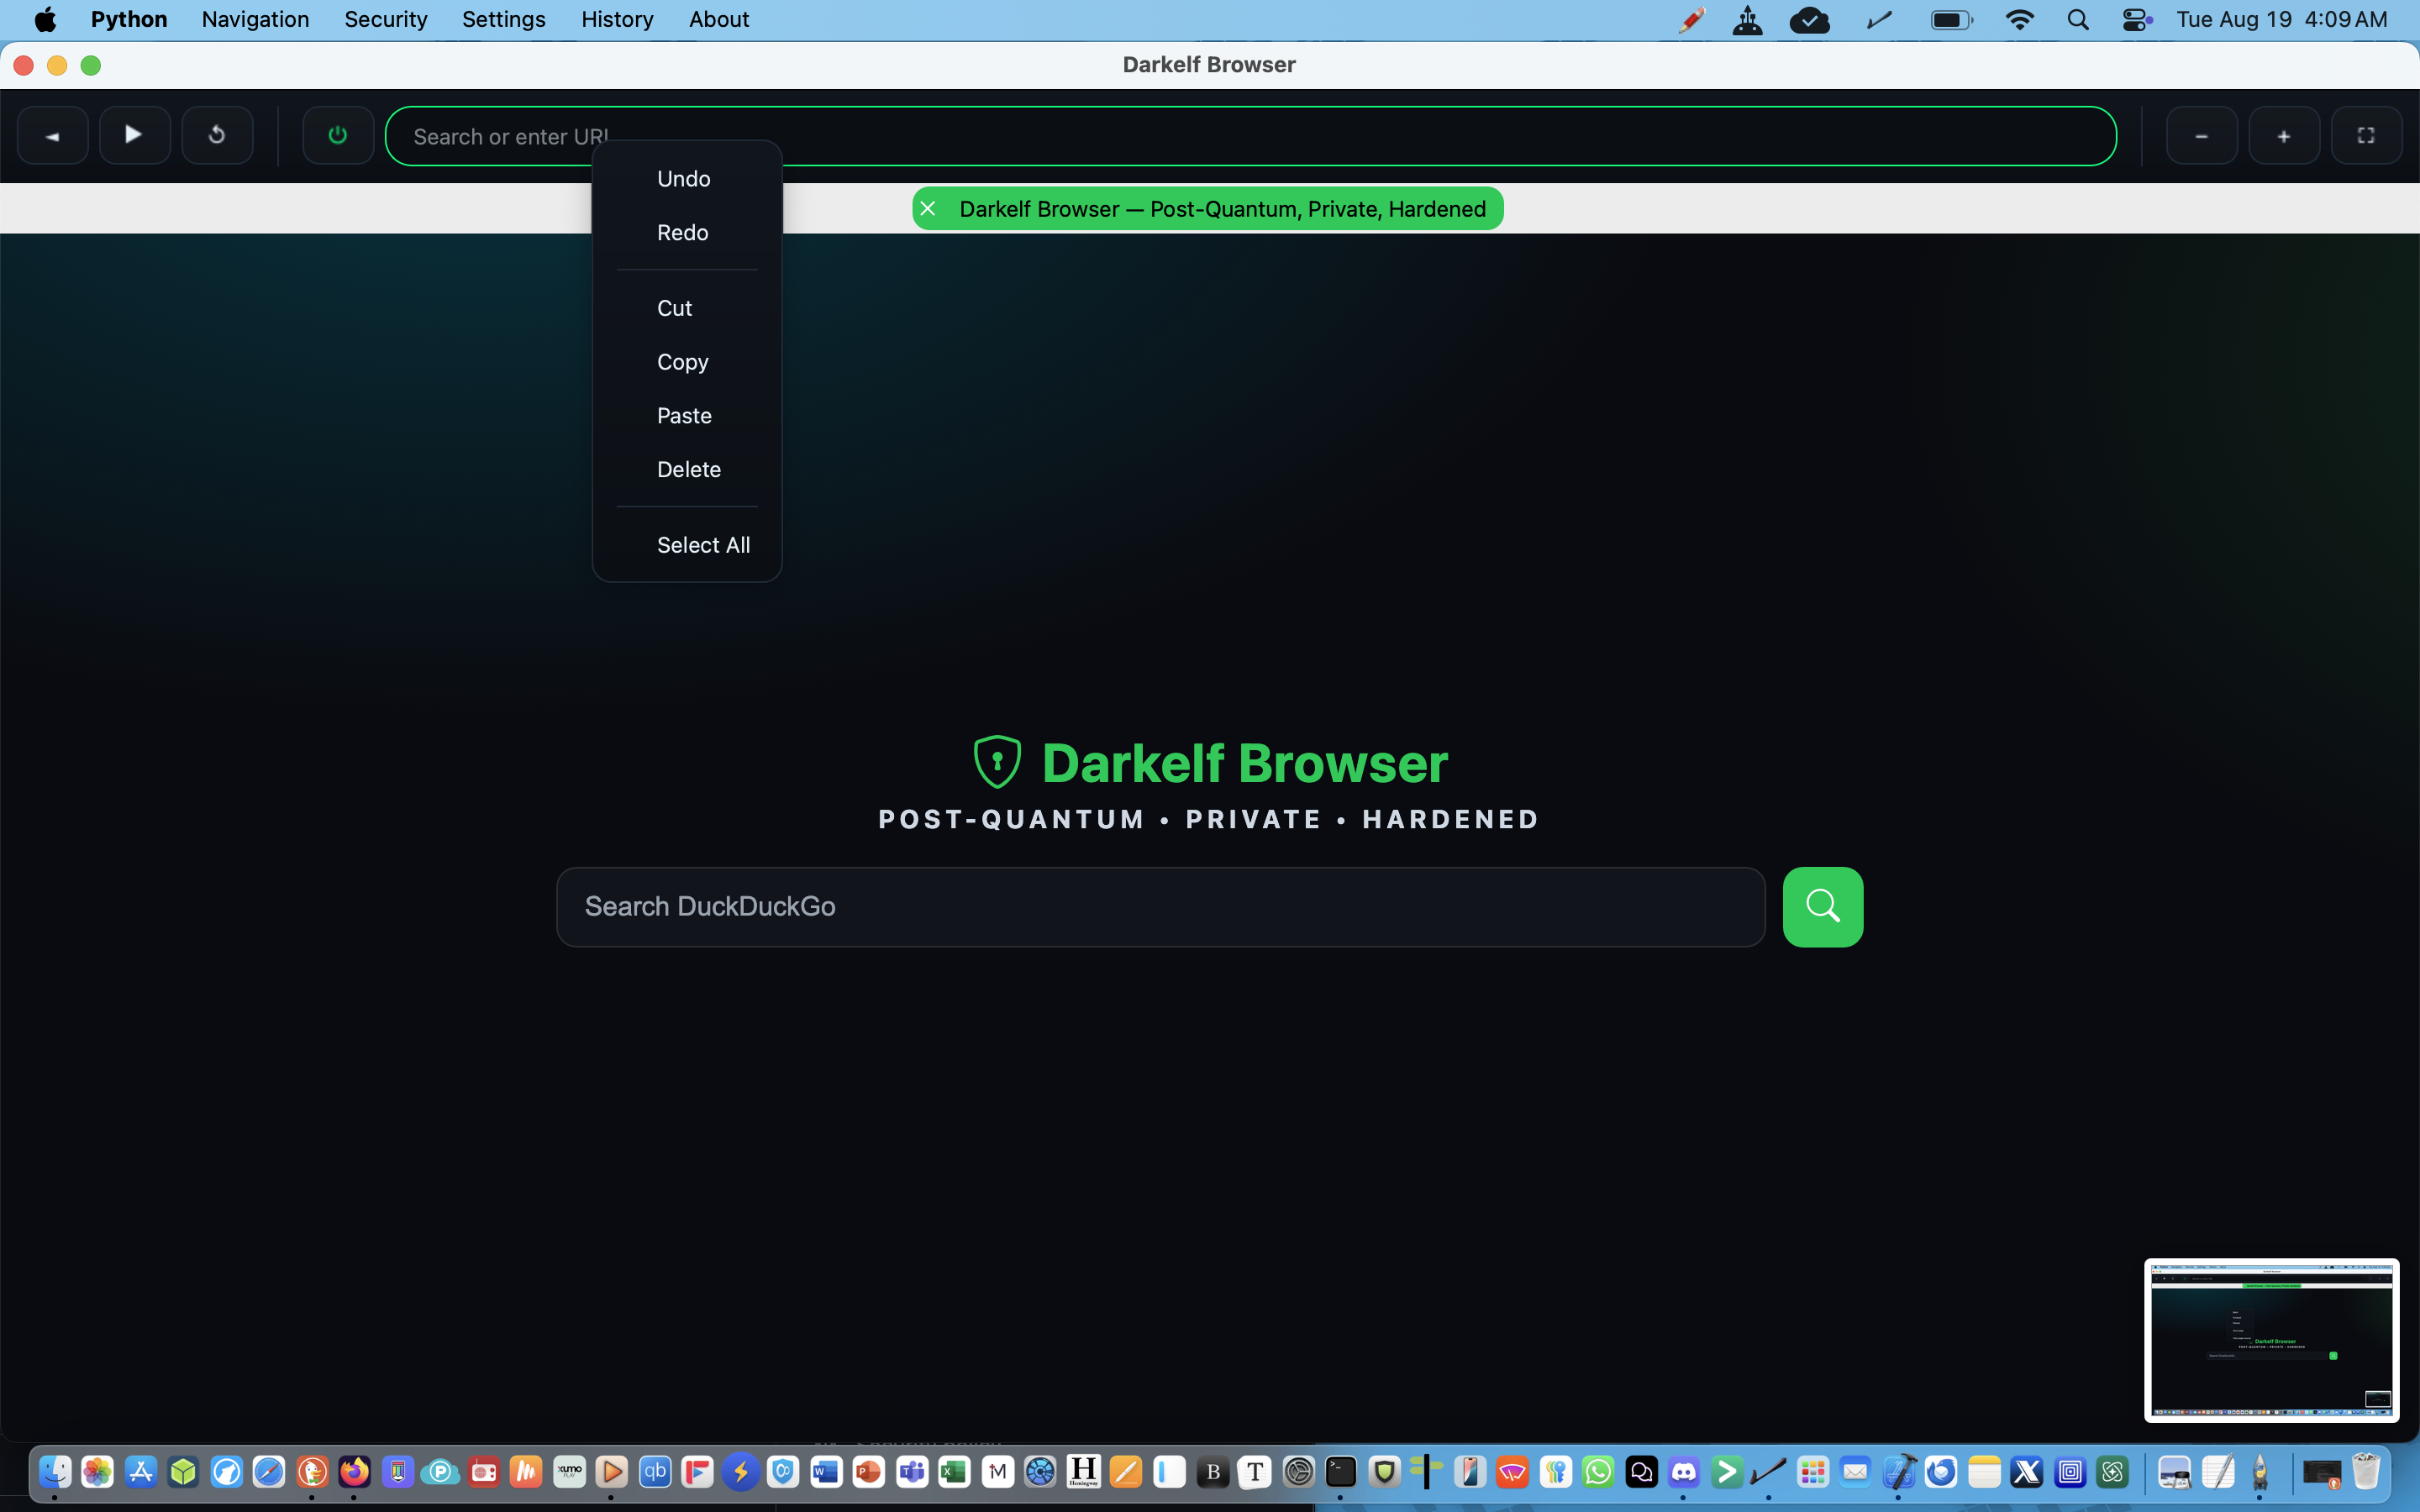 Python Navigation Security Settings History About Tue Aug 19 4:09 AM
Darkelf Browser
Search or enter URL
Darkelf Browser — Post-Quantum, Private, Hardened
Undo
Redo
Cut
Copy
Paste
Delete
Select All
Darkelf Browser
POST-QUANTUM • PRIVATE • HARDENED
Search DuckDuckGo